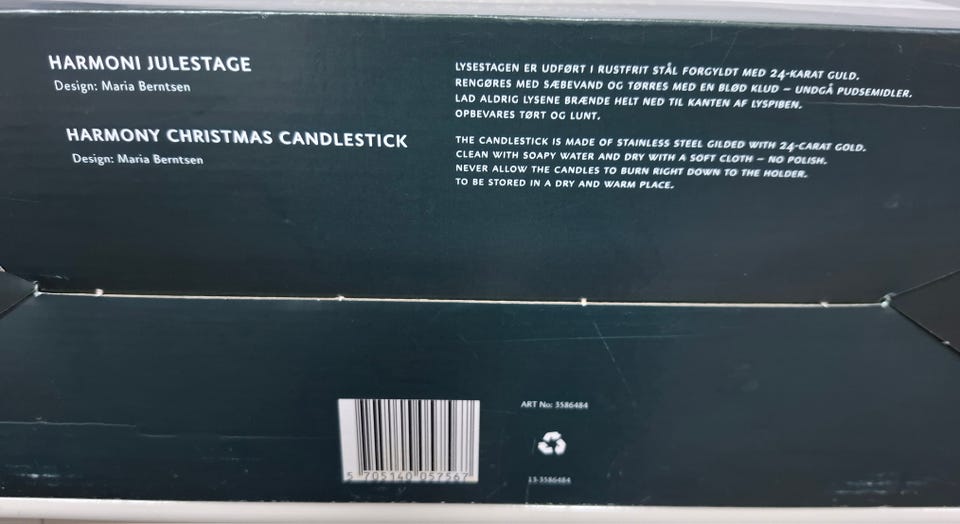 HARMONI JULESTAGE
Design: Maria Berntsen
HARMONY CHRISTMAS CANDLESTICK
Design: Maria Berntsen
LYSESTAGEN ER UDFØRT I RUSTFRIT STÅL FORGYLDT MED 24-KARAT GULD.
RENGØRES MED SÆBEVAND OG TØRRES MED EN BLØD KLUD – UNDGÅ PUDSEMIDLER.
LAD ALDRIG LYSENE BRÆNDE HELT NED TIL KANTEN AF LYSPIBEN.
OPBEVARES TØRT OG LUNT.
THE CANDLESTICK IS MADE OF STAINLESS STEEL GILDED WITH 24-CARAT GOLD.
CLEAN WITH SOAPY WATER AND DRY WITH A SOFT CLOTH – NO POLISH.
NEVER ALLOW THE CANDLES TO BURN RIGHT DOWN TO THE HOLDER.
TO BE STORED IN A DRY AND WARM PLACE.
5 705140 057567
ART No: 3586484
13-3586484